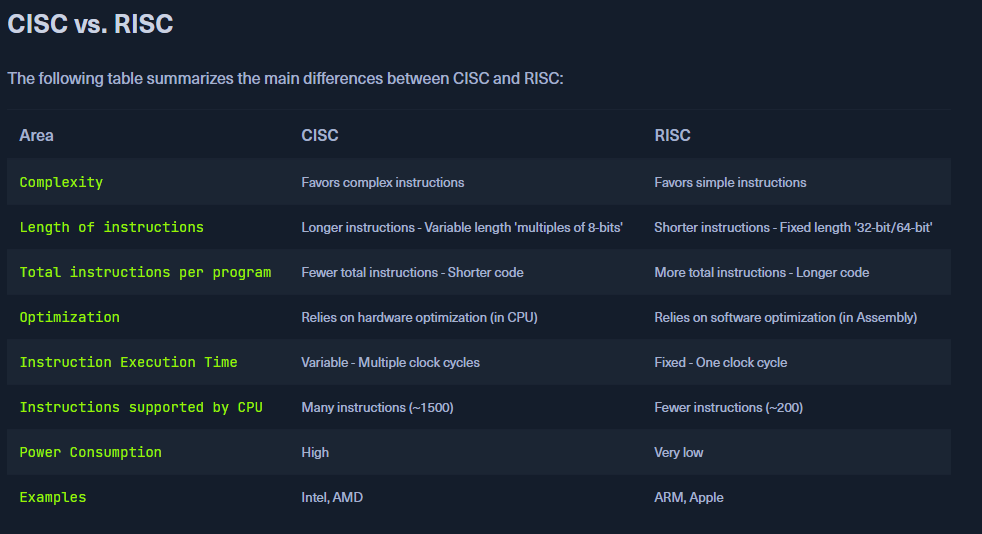 CISC vs. RISC
The following table summarizes the main differences between CISC and RISC:
Area CISC RISC
Complexity Favors complex instructions Favors simple instructions
Length of instructions Longer instructions - Variable length 'multiples of 8-bits' Shorter instructions - Fixed length '32-bit/64-bit'
Total instructions per program Fewer total instructions - Shorter code More total instructions - Longer code
Optimization Relies on hardware optimization (in CPU) Relies on software optimization (in Assembly)
Instruction Execution Time Variable - Multiple clock cycles Fixed - One clock cycle
Instructions supported by CPU Many instructions (~1500) Fewer instructions (~200)
Power Consumption High Very low
Examples Intel, AMD ARM, Apple